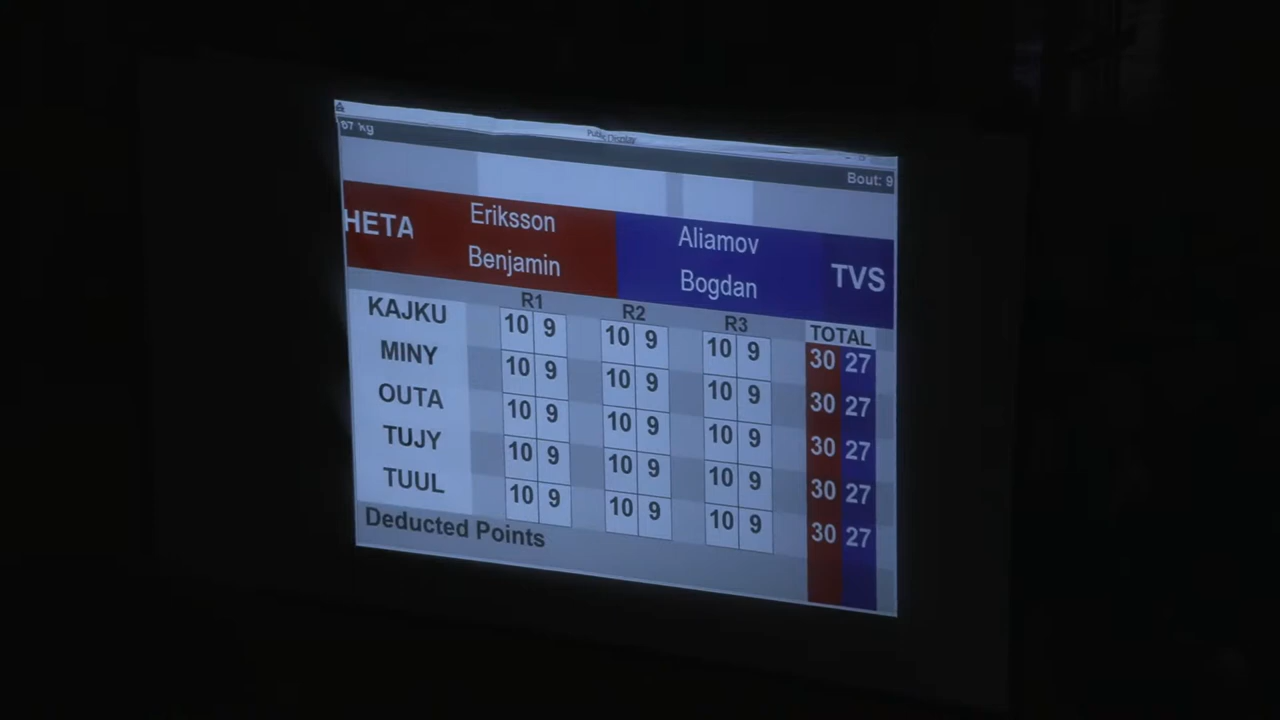 67 kg
Public Display
Bout: 9
HETA Eriksson Benjamin
Aliamov Bogdan TVS
R1 R2 R3 TOTAL
KAJKU 10 9 10 9 10 9 30 27
MINY 10 9 10 9 10 9 30 27
OUTA 10 9 10 9 10 9 30 27
TUJY 10 9 10 9 10 9 30 27
TUUL 10 9 10 9 10 9 30 27
Deducted Points